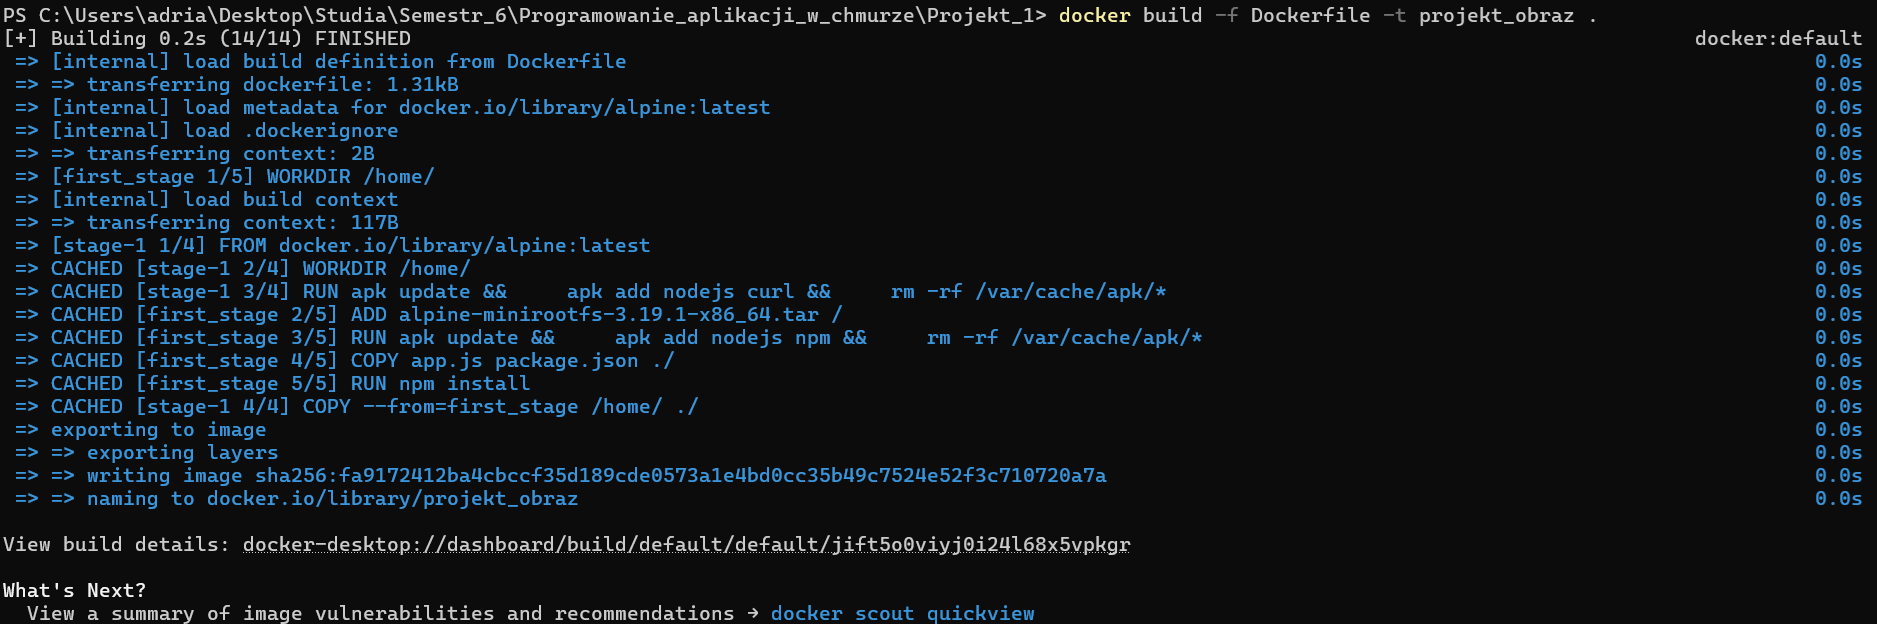 PS C:\Users\adria\Desktop\Studia\Semestr_6\Programowanie_aplikacji_w_chmurze\Projekt_1> docker build -f Dockerfile -t projekt_obraz .
[+] Building 0.2s (14/14) FINISHED docker:default
=> [internal] load build definition from Dockerfile 0.0s
=> => transferring dockerfile: 1.31kB 0.0s
=> [internal] load metadata for docker.io/library/alpine:latest 0.0s
=> [internal] load .dockerignore 0.0s
=> => transferring context: 2B 0.0s
=> [first_stage 1/5] WORKDIR /home/ 0.0s
=> [internal] load build context 0.0s
=> => transferring context: 117B 0.0s
=> [stage-1 1/4] FROM docker.io/library/alpine:latest 0.0s
=> CACHED [stage-1 2/4] WORKDIR /home/ 0.0s
=> CACHED [stage-1 3/4] RUN apk update &&     apk add nodejs curl &&     rm -rf /var/cache/apk/* 0.0s
=> CACHED [first_stage 2/5] ADD alpine-minirootfs-3.19.1-x86_64.tar / 0.0s
=> CACHED [first_stage 3/5] RUN apk update &&     apk add nodejs npm &&     rm -rf /var/cache/apk/* 0.0s
=> CACHED [first_stage 4/5] COPY app.js package.json ./ 0.0s
=> CACHED [first_stage 5/5] RUN npm install 0.0s
=> CACHED [stage-1 4/4] COPY --from=first_stage /home/ ./ 0.0s
=> exporting to image 0.0s
=> => exporting layers 0.0s
=> => writing image sha256:fa9172412ba4cbccf35d189cde0573a1e4bd0cc35b49c7524e52f3c710720a7a 0.0s
=> => naming to docker.io/library/projekt_obraz 0.0s
View build details: docker-desktop://dashboard/build/default/default/jift5o0viyj0i24l68x5vpkgr
What's Next?
View a summary of image vulnerabilities and recommendations → docker scout quickview